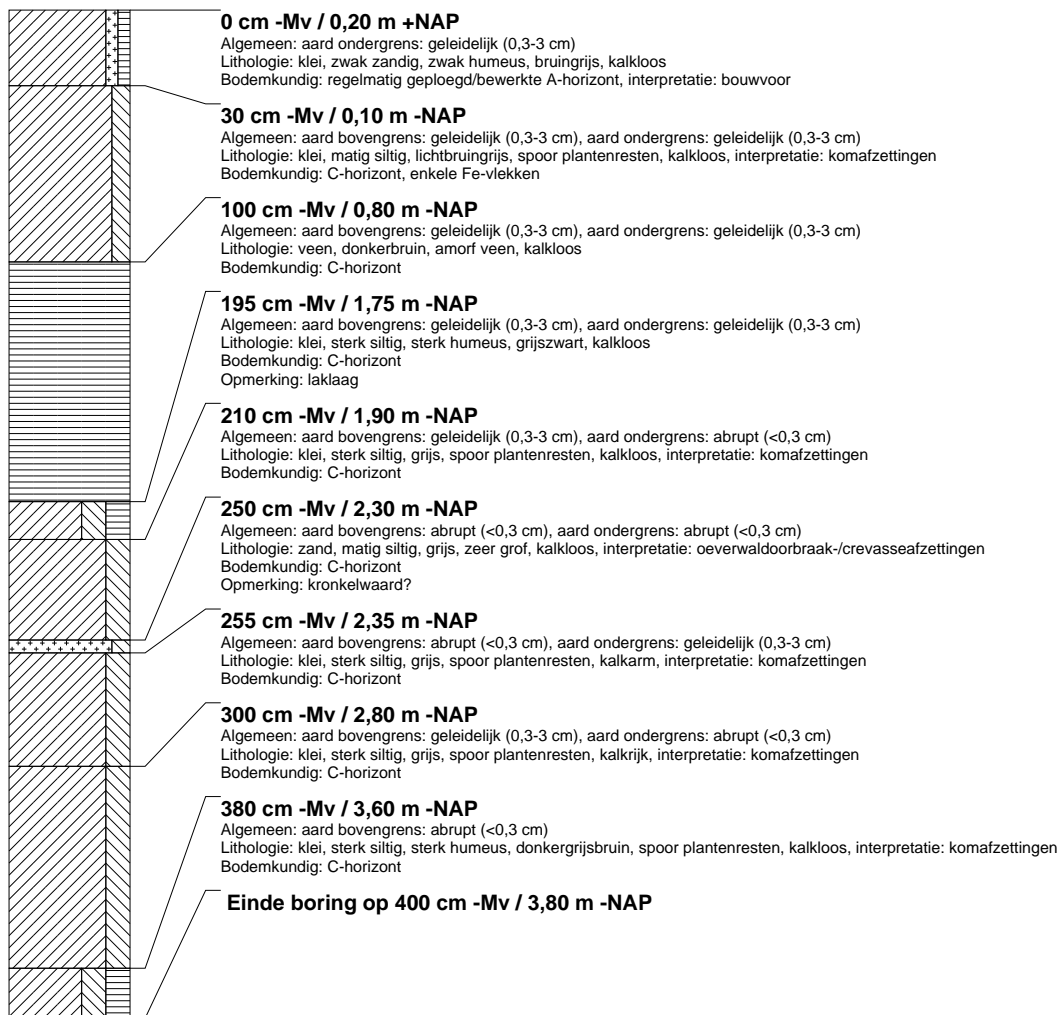 0 cm -Mv / 0,20 m +NAP
Algemeen: aard ondergrens: geleidelijk (0,3-3 cm)
Lithologie: klei, zwak zandig, zwak humeus, bruingrijs, kalkloos
Bodemkundig: regelmatig geploegd/bewerkte A-horizont, interpretatie: bouwvoor
30 cm -Mv / 0,10 m -NAP
Algemeen: aard bovengrens: geleidelijk (0,3-3 cm), aard ondergrens: geleidelijk (0,3-3 cm)
Lithologie: klei, matig siltig, lichtbruingrijs, spoor plantenresten, kalkloos, interpretatie: komafzettingen
Bodemkundig: C-horizont, enkele Fe-vlekken
100 cm -Mv / 0,80 m -NAP
Algemeen: aard bovengrens: geleidelijk (0,3-3 cm), aard ondergrens: geleidelijk (0,3-3 cm)
Lithologie: veen, donkerbruin, amorf veen, kalkloos
Bodemkundig: C-horizont
195 cm -Mv / 1,75 m -NAP
Algemeen: aard bovengrens: geleidelijk (0,3-3 cm), aard ondergrens: geleidelijk (0,3-3 cm)
Lithologie: klei, sterk siltig, sterk humeus, grijszwart, kalkloos
Bodemkundig: C-horizont
Opmerking: laklaag
210 cm -Mv / 1,90 m -NAP
Algemeen: aard bovengrens: geleidelijk (0,3-3 cm), aard ondergrens: abrupt (<0,3 cm)
Lithologie: klei, sterk siltig, grijs, spoor plantenresten, kalkloos, interpretatie: komafzettingen
Bodemkundig: C-horizont
250 cm -Mv / 2,30 m -NAP
Algemeen: aard bovengrens: abrupt (<0,3 cm), aard ondergrens: abrupt (<0,3 cm)
Lithologie: zand, matig siltig, grijs, zeer grof, kalkloos, interpretatie: oeverwaldoorbraak-/crevasseafzettingen
Bodemkundig: C-horizont
Opmerking: kronkelwaard?
255 cm -Mv / 2,35 m -NAP
Algemeen: aard bovengrens: abrupt (<0,3 cm), aard ondergrens: geleidelijk (0,3-3 cm)
Lithologie: klei, sterk siltig, grijs, spoor plantenresten, kalkarm, interpretatie: komafzettingen
Bodemkundig: C-horizont
300 cm -Mv / 2,80 m -NAP
Algemeen: aard bovengrens: geleidelijk (0,3-3 cm), aard ondergrens: abrupt (<0,3 cm)
Lithologie: klei, sterk siltig, grijs, spoor plantenresten, kalkrijk, interpretatie: komafzettingen
Bodemkundig: C-horizont
380 cm -Mv / 3,60 m -NAP
Algemeen: aard bovengrens: abrupt (<0,3 cm)
Lithologie: klei, sterk siltig, sterk humeus, donkergrijsbruin, spoor plantenresten, kalkloos, interpretatie: komafzettingen
Bodemkundig: C-horizont
Einde boring op 400 cm -Mv / 3,80 m -NAP